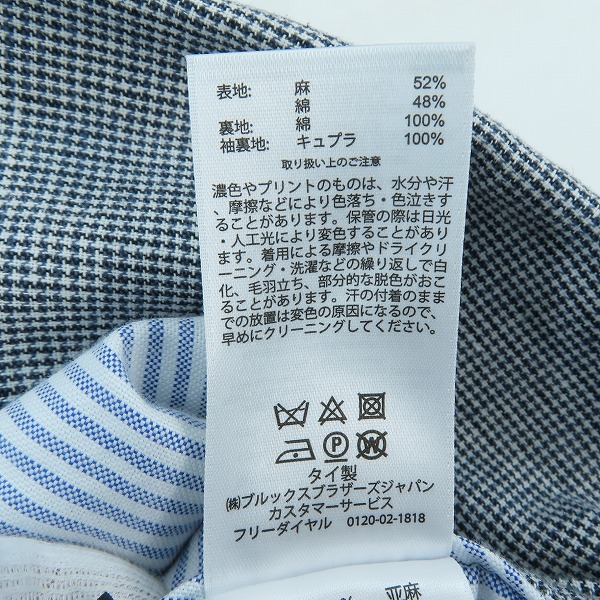 表地: 麻 52%
綿 48%
裏地: 綿 100%
袖裏地: キュプラ 100%
取り扱い上のご注意
濃色やプリントのものは、水分や汗
、摩擦などにより色落ち・色泣きす
ることがあります。保管の際は日光
・人工光により変色することがあり
ます。着用による摩擦やドライクリ
ーニング・洗濯などの繰り返しで白
化、毛羽立ち、部分的な脱色がおこ
ることがあります。汗の付着のまま
での放置は変色の原因になるので、
早めにクリーニングしてください。
P W
タイ製
㈱ブルックスブラザーズジャパン
カスタマーサービス
フリーダイヤル 0120-02-1818
% 亚麻